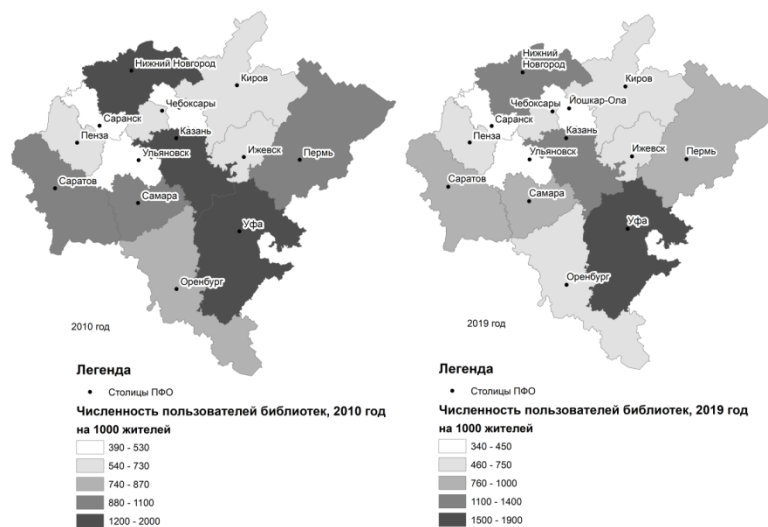 Нижний Новгород
Киров
Чебоксары
Саранск
Пенза
Казань
Ульяновск
Ижевск
Пермь
Саратов
Самара
Уфа
Оренбург
2010 год
Легенда
Столицы ПФО
Численность пользователей библиотек, 2010 год
на 1000 жителей
390 - 530
540 - 730
740 - 870
880 - 1100
1200 - 2000
Нижний
Новгород
Киров
Йошкар-Ола
Чебоксары
Саранск
Пенза
Казань
Ульяновск
Ижевск
Пермь
Саратов
Самара
Уфа
Оренбург
2019 год
Легенда
Столицы ПФО
Численность пользователей библиотек, 2019 год
на 1000 жителей
340 - 450
460 - 750
760 - 1000
1100 - 1400
1500 - 1900